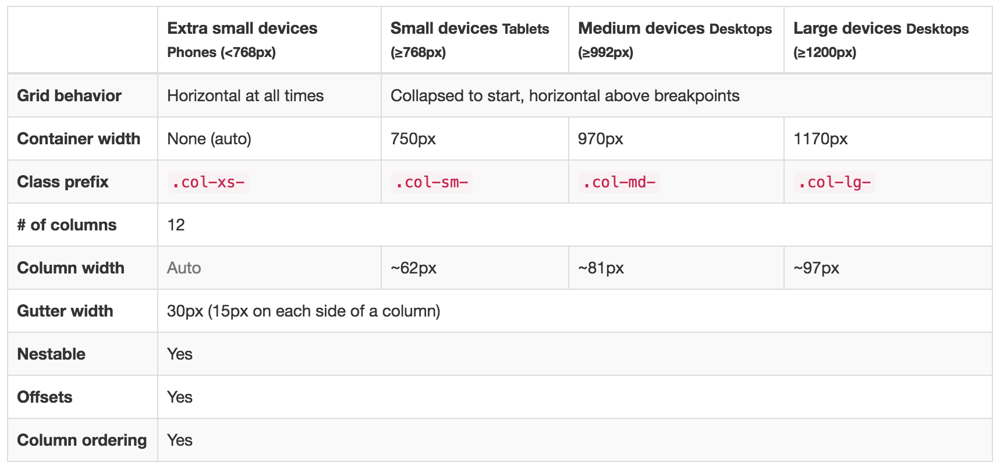 Extra small devices Small devices Tablets Medium devices Desktops Large devices Desktops
Phones (<768px) (≥768px) (≥992px) (≥1200px)
Grid behavior Horizontal at all times Collapsed to start, horizontal above breakpoints
Container width None (auto) 750px 970px 1170px
Class prefix .col-xs- .col-sm- .col-md- .col-lg-
# of columns 12
Column width Auto ~62px ~81px ~97px
Gutter width 30px (15px on each side of a column)
Nestable Yes
Offsets Yes
Column ordering Yes